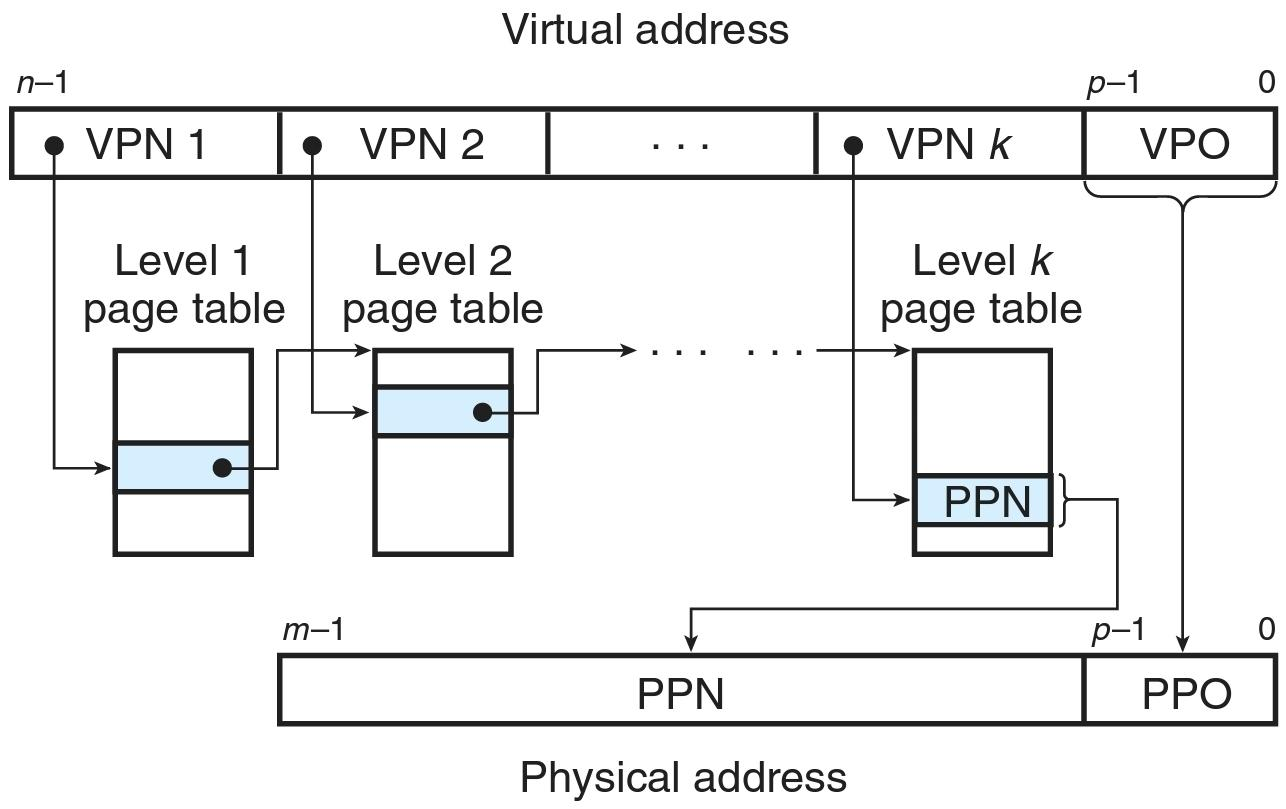 Virtual address
n–1 p–1 0
VPN 1 VPN 2 · · · VPN k VPO
Level 1
page table
Level 2
page table
Level k
page table
· · · · · ·
PPN
m–1 p–1 0
PPN PPO
Physical address